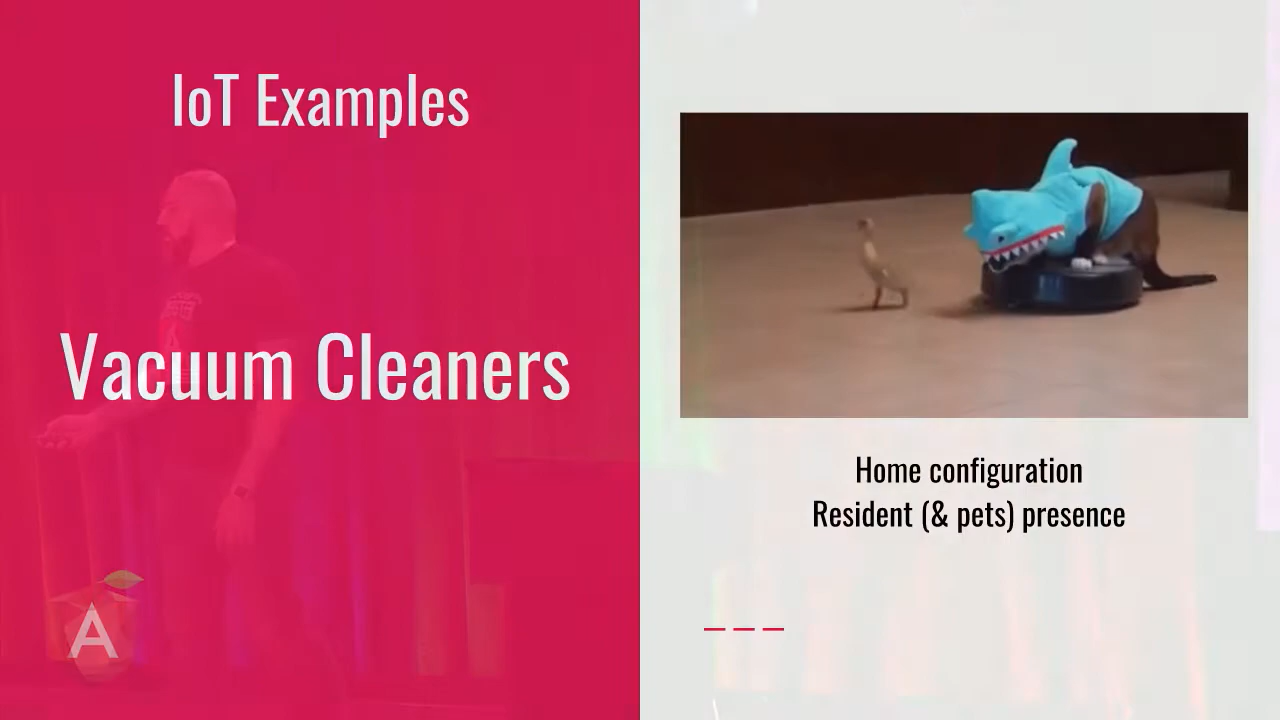 IoT Examples
Vacuum Cleaners
Home configuration
Resident (& pets) presence
A